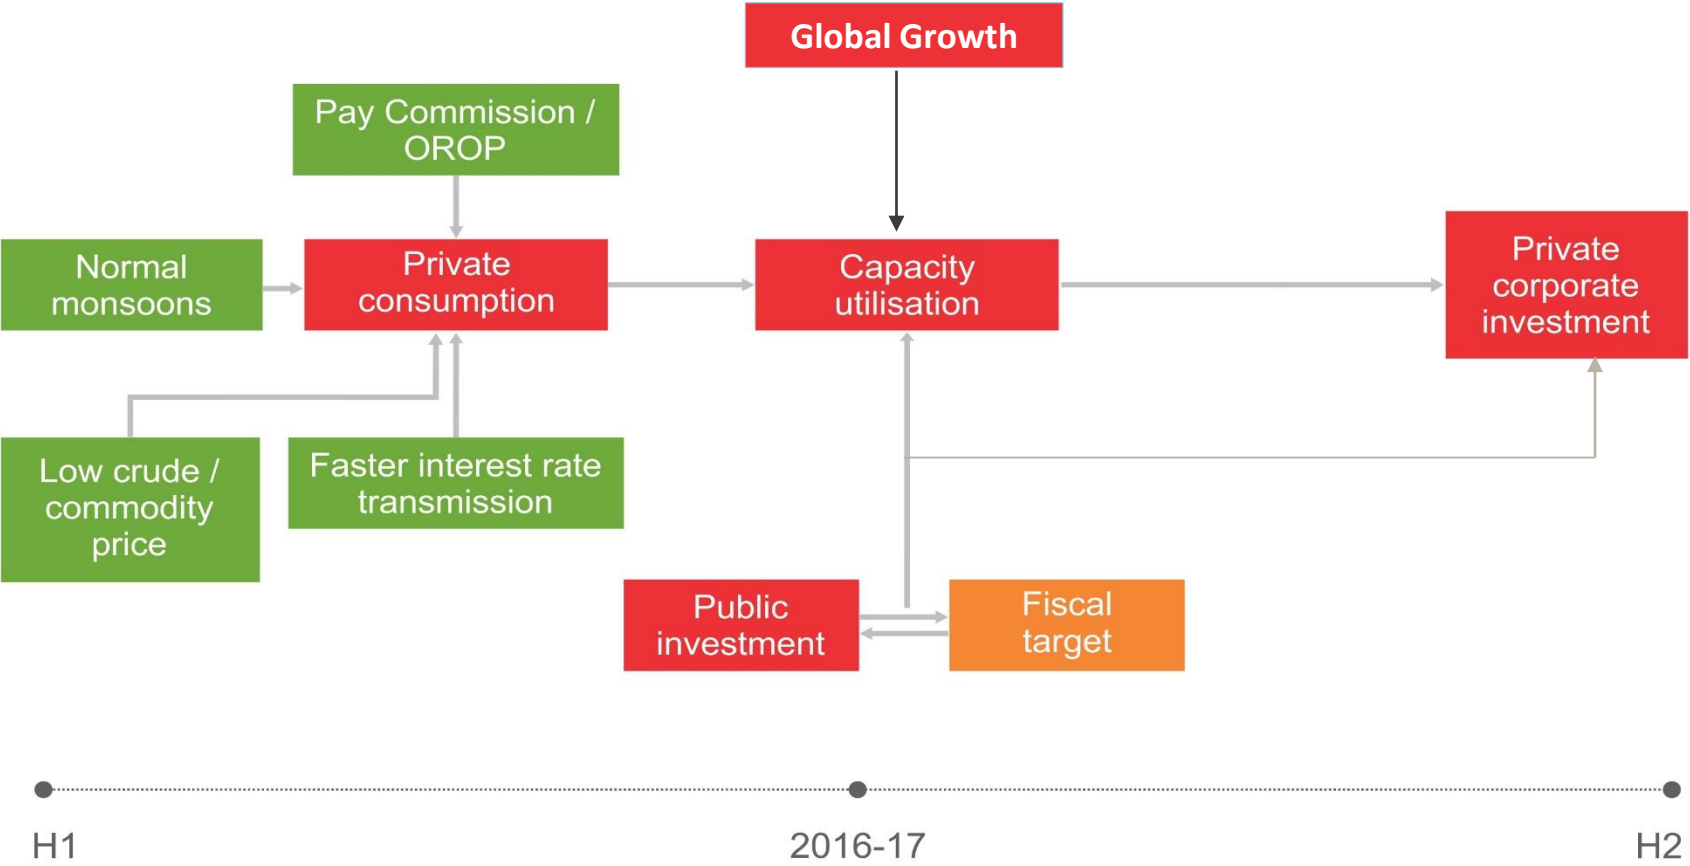 Global Growth
Pay Commission /
OROP
Normal
monsoons
Private
consumption
Capacity
utilisation
Private
corporate
investment
Low crude /
commodity
price
Faster interest rate
transmission
Public
investment
Fiscal
target
H1
2016-17
H2